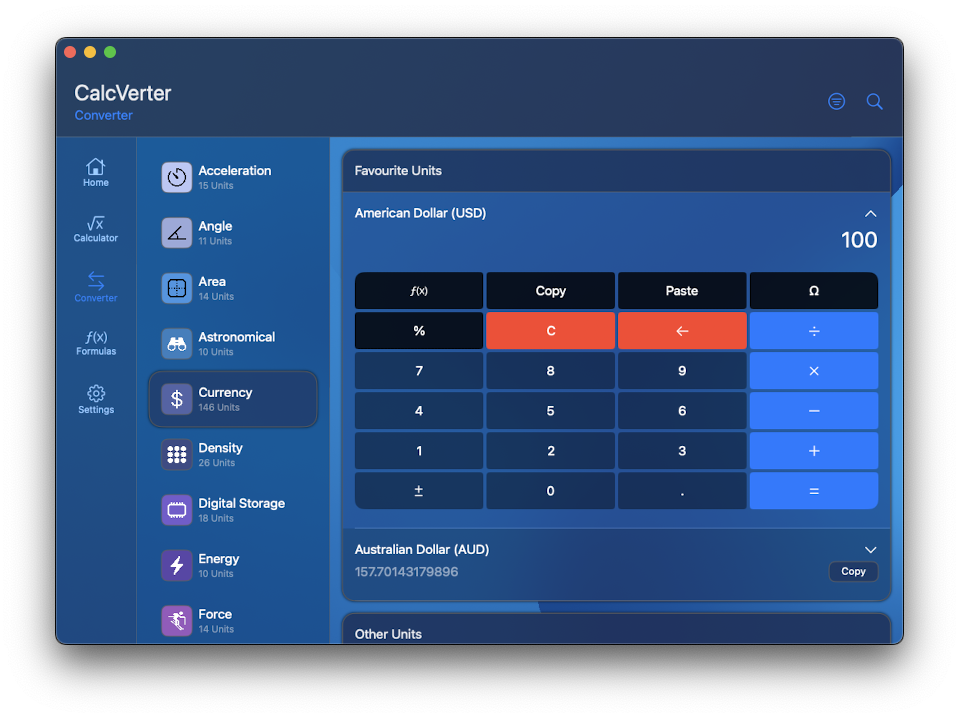 CalcVerter
Converter
Home
Calculator
Converter
f(x)
Formulas
Settings
Acceleration
15 Units
Angle
11 Units
Area
14 Units
Astronomical
10 Units
$
Currency
146 Units
Density
26 Units
Digital Storage
18 Units
Energy
10 Units
Force
14 Units
Favourite Units
American Dollar (USD)
100
f(x) Copy Paste Ω
% C ← ÷
7 8 9 ×
4 5 6 −
1 2 3 +
± 0 . =
Australian Dollar (AUD)
157.70143179896
Copy
Other Units